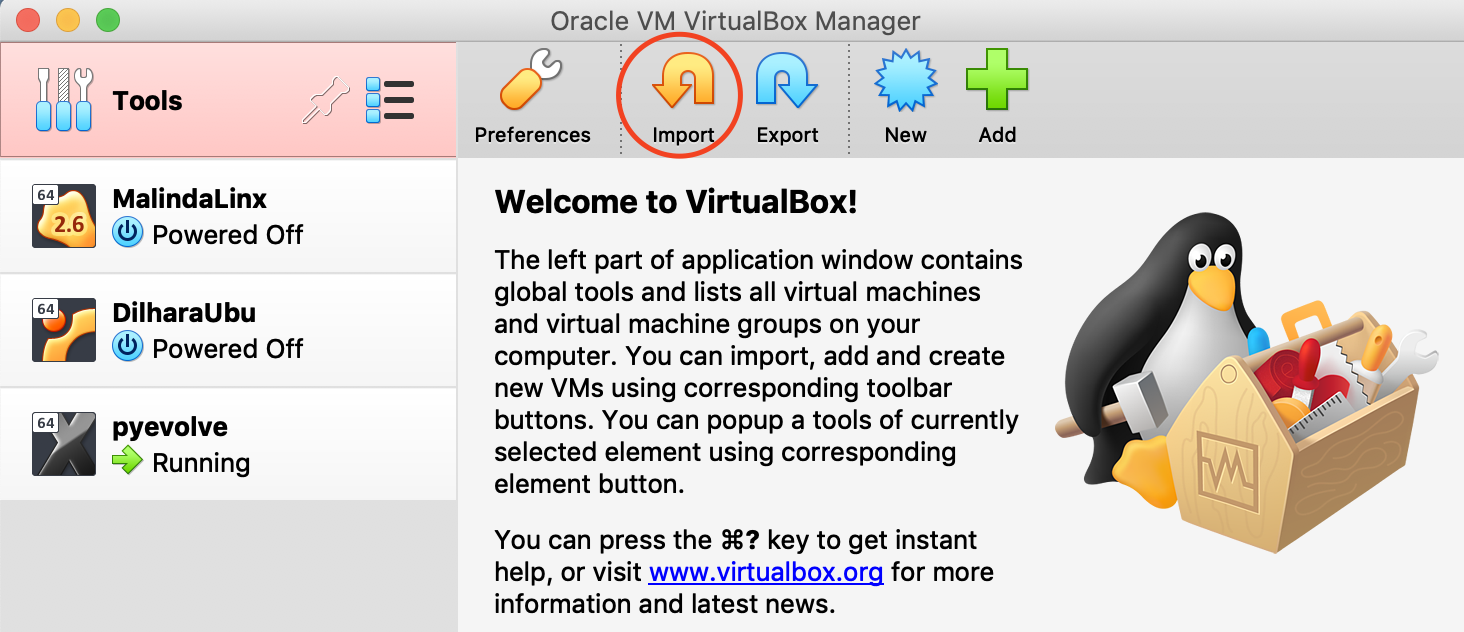 Oracle VM VirtualBox Manager
Tools
Preferences
Import
Export
New
Add
64
2.6
MalindaLinx
Powered Off
64
DilharaUbu
Powered Off
64
pyevolve
Running
Welcome to VirtualBox!
The left part of application window contains
global tools and lists all virtual machines
and virtual machine groups on your
computer. You can import, add and create
new VMs using corresponding toolbar
buttons. You can popup a tools of currently
selected element using corresponding
element button.
You can press the ⌘? key to get instant
help, or visit www.virtualbox.org for more
information and latest news.